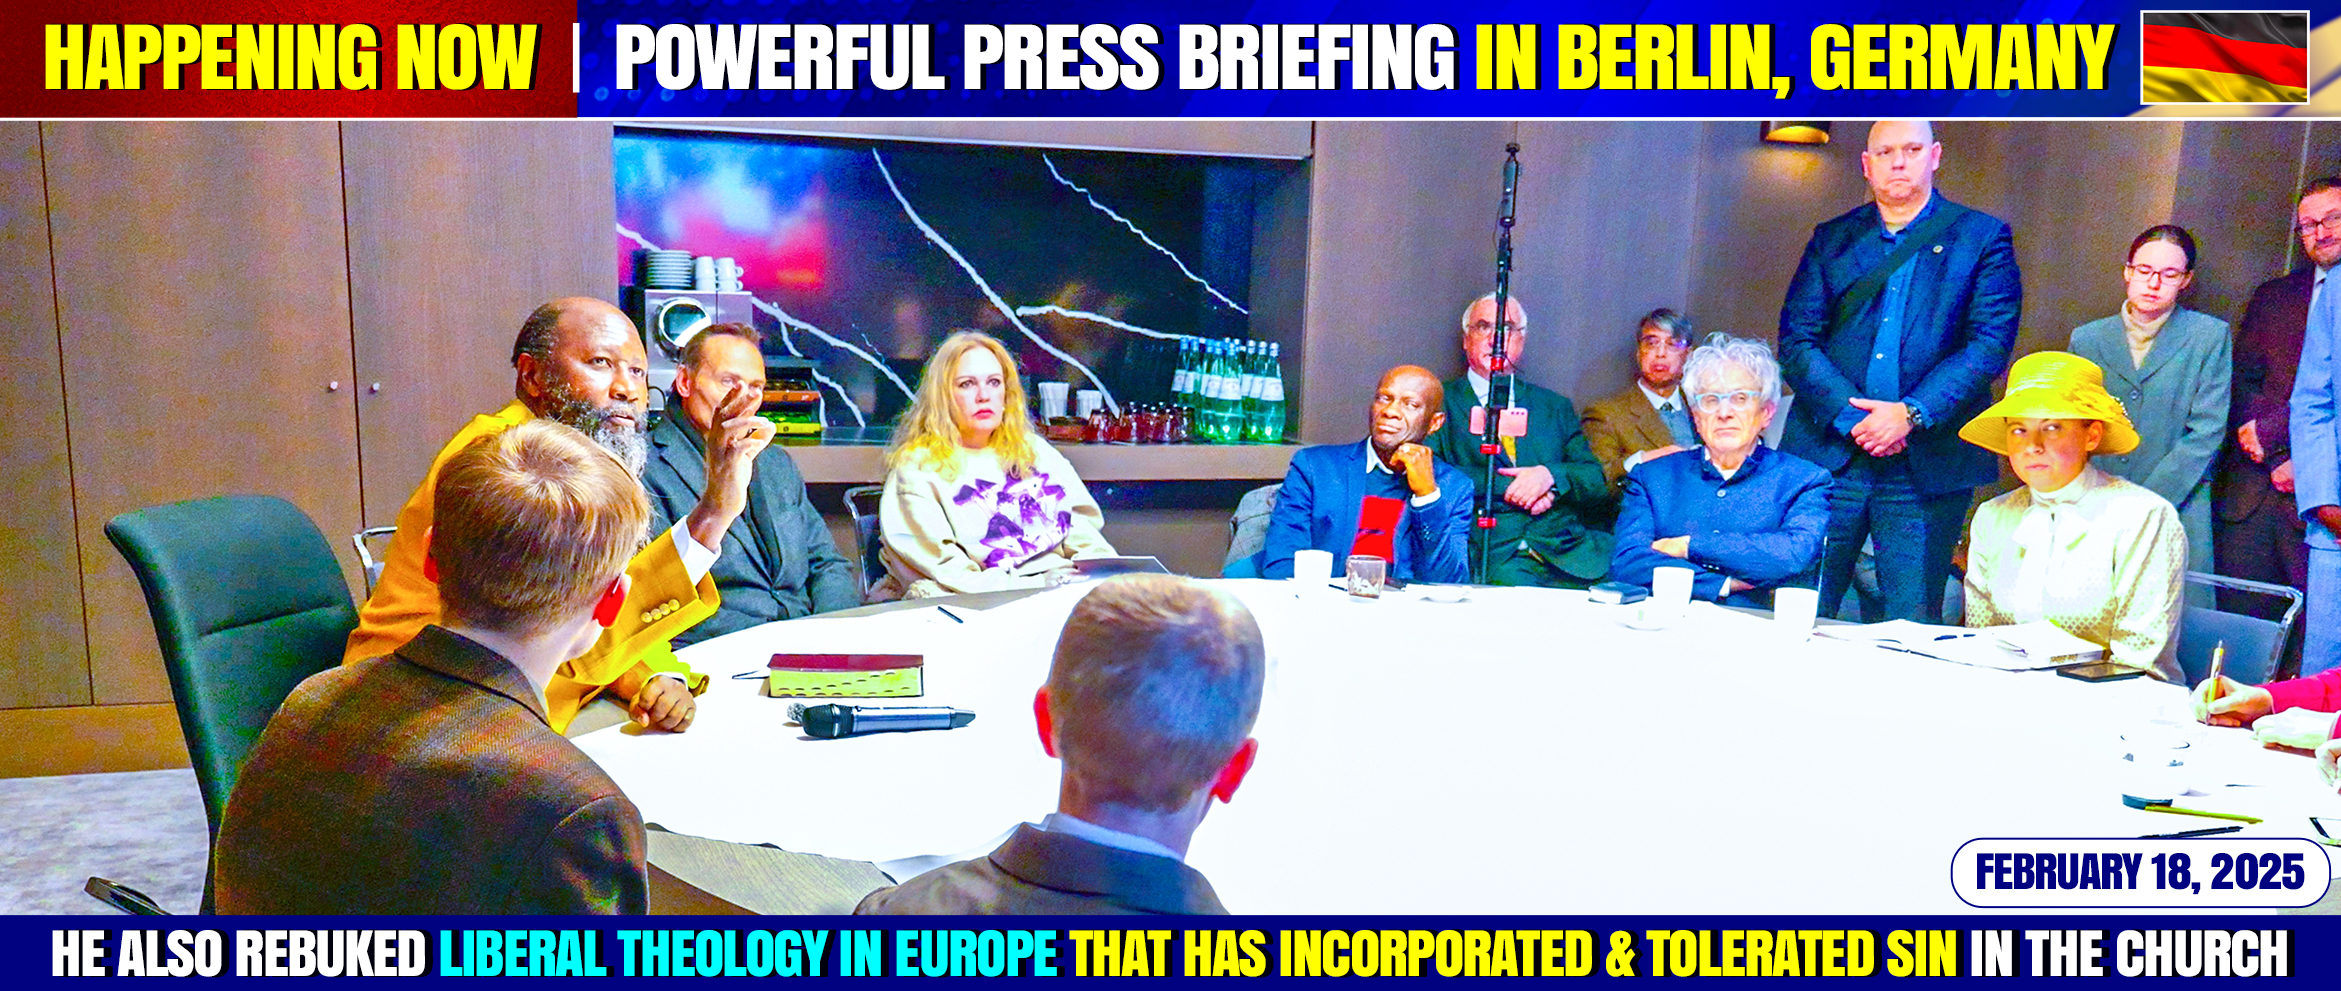 HAPPENING NOW | POWERFUL PRESS BRIEFING IN BERLIN, GERMANY
FEBRUARY 18, 2025
HE ALSO REBUKED LIBERAL THEOLOGY IN EUROPE THAT HAS INCORPORATED & TOLERATED SIN IN THE CHURCH